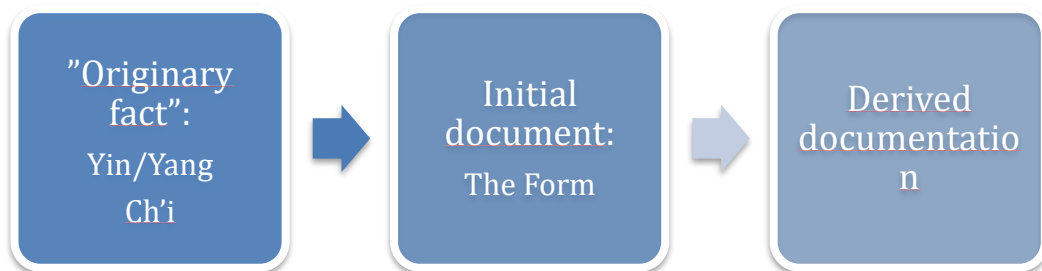 ”Originary
fact”:
Yin/Yang
Ch’i
Initial
document:
The Form
Derived
documentatio
n